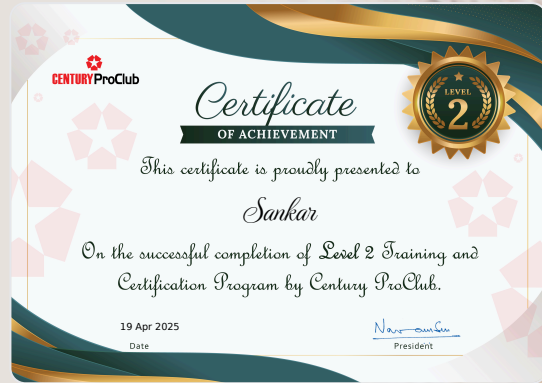 CENTURY ProClub
Certificate
OF ACHIEVEMENT
LEVEL
2
This certificate is proudly presented to
Sankar
On the successful completion of Level 2 Training and
Certification Program by Century ProClub.
19 Apr 2025
Date
President